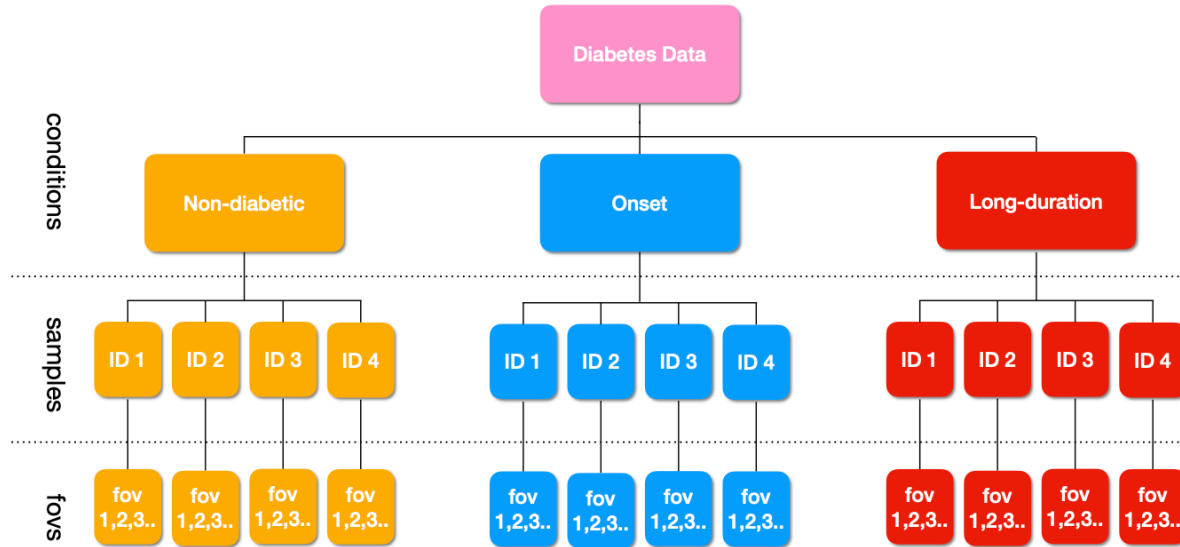 Diabetes Data
conditions
Non-diabetic
Onset
Long-duration
samples
ID 1
ID 2
ID 3
ID 4
ID 1
ID 2
ID 3
ID 4
ID 1
ID 2
ID 3
ID 4
fovs
fov
1,2,3..
fov
1,2,3..
fov
1,2,3..
fov
1,2,3..
fov
1,2,3..
fov
1,2,3..
fov
1,2,3..
fov
1,2,3..
fov
1,2,3..
fov
1,2,3..
fov
1,2,3..
fov
1,2,3..